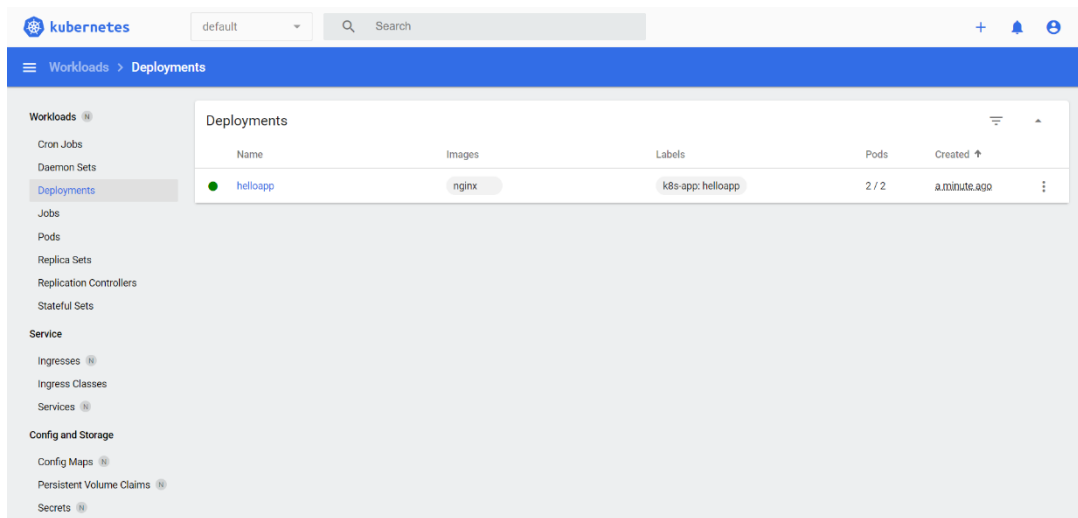 kubernetes default Search
Workloads > Deployments
Workloads N
Cron Jobs
Daemon Sets
Deployments
Jobs
Pods
Replica Sets
Replication Controllers
Stateful Sets
Service
Ingresses N
Ingress Classes
Services N
Config and Storage
Config Maps N
Persistent Volume Claims N
Secrets N
Deployments
Name Images Labels Pods Created
helloapp nginx k8s-app: helloapp 2 / 2 a minute ago